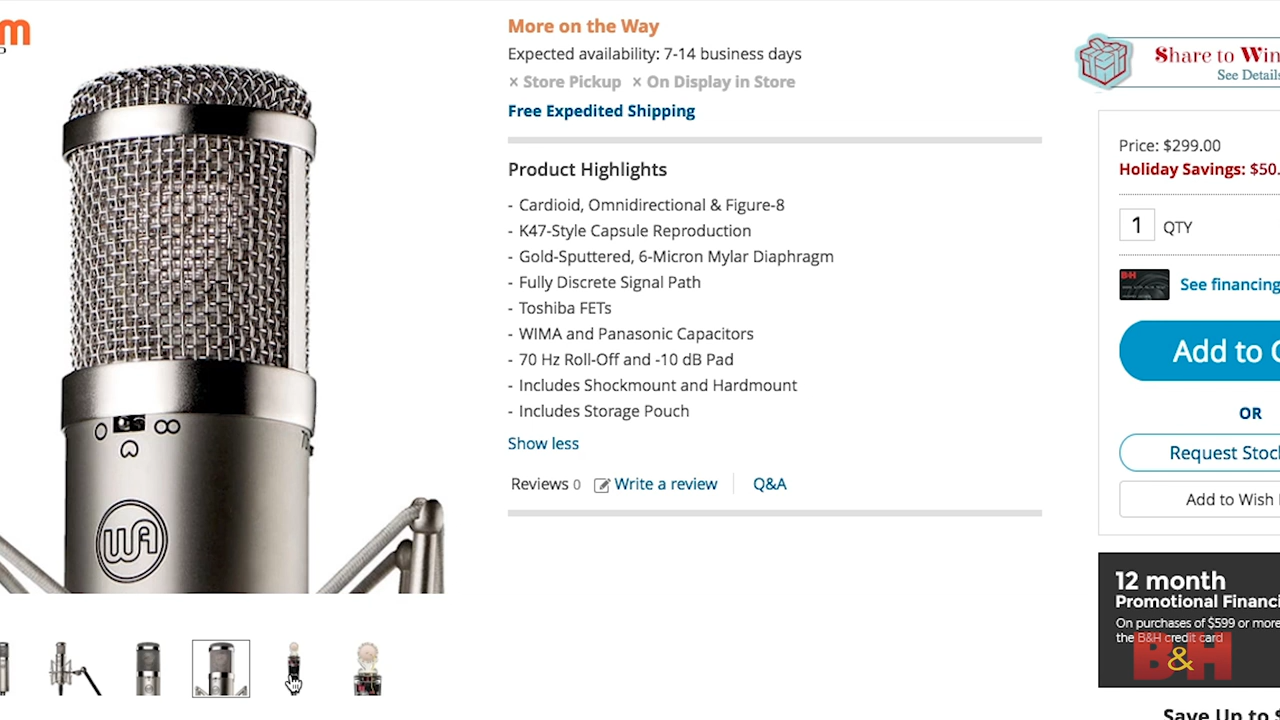 More on the Way
Expected availability: 7-14 business days
× Store Pickup × On Display in Store
Free Expedited Shipping
Product Highlights
- Cardioid, Omnidirectional & Figure-8
- K47-Style Capsule Reproduction
- Gold-Sputtered, 6-Micron Mylar Diaphragm
- Fully Discrete Signal Path
- Toshiba FETs
- WIMA and Panasonic Capacitors
- 70 Hz Roll-Off and -10 dB Pad
- Includes Shockmount and Hardmount
- Includes Storage Pouch
Show less
Reviews 0 Write a review Q&A
WA
Share to Win
See Details
Price: $299.00
Holiday Savings: $50.
1 QTY
B&H
See financing
Add to C
OR
Request Stock
Add to Wish
12 month
Promotional Financi
On purchases of $599 or more
the B&H credit card
B&H
Save Up to $